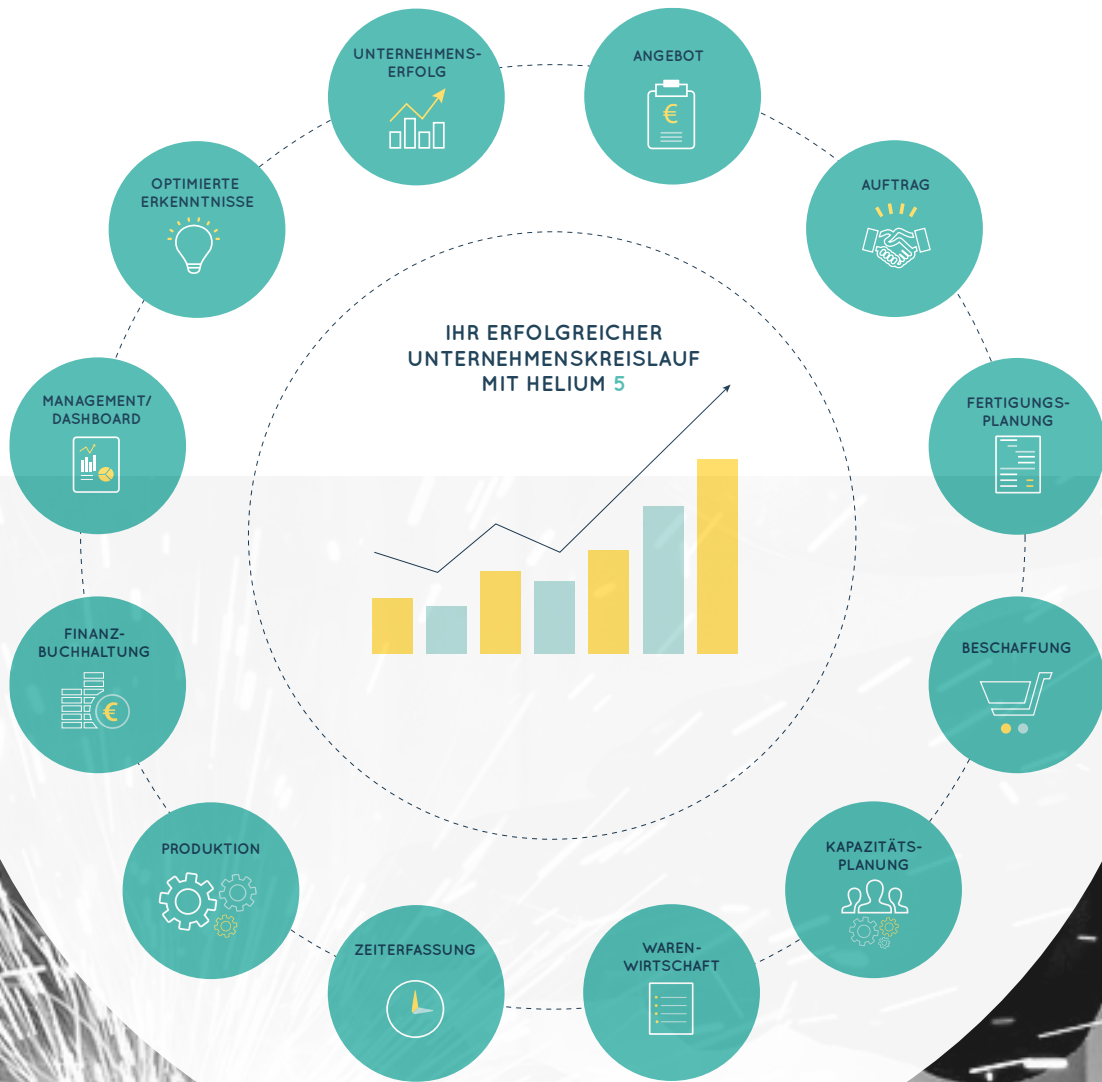 UNTERNEHMENS-
ERFOLG
ANGEBOT
€
AUFTRAG
FERTIGUNGS-
PLANUNG
BESCHAFFUNG
KAPAZITÄTS-
PLANUNG
WAREN-
WIRTSCHAFT
ZEITERFASSUNG
PRODUKTION
FINANZ-
BUCHHALTUNG
€
MANAGEMENT/
DASHBOARD
OPTIMIERTE
ERKENNTNISSE
IHR ERFOLGREICHER
UNTERNEHMENSKREISLAUF
MIT HELIUM 5